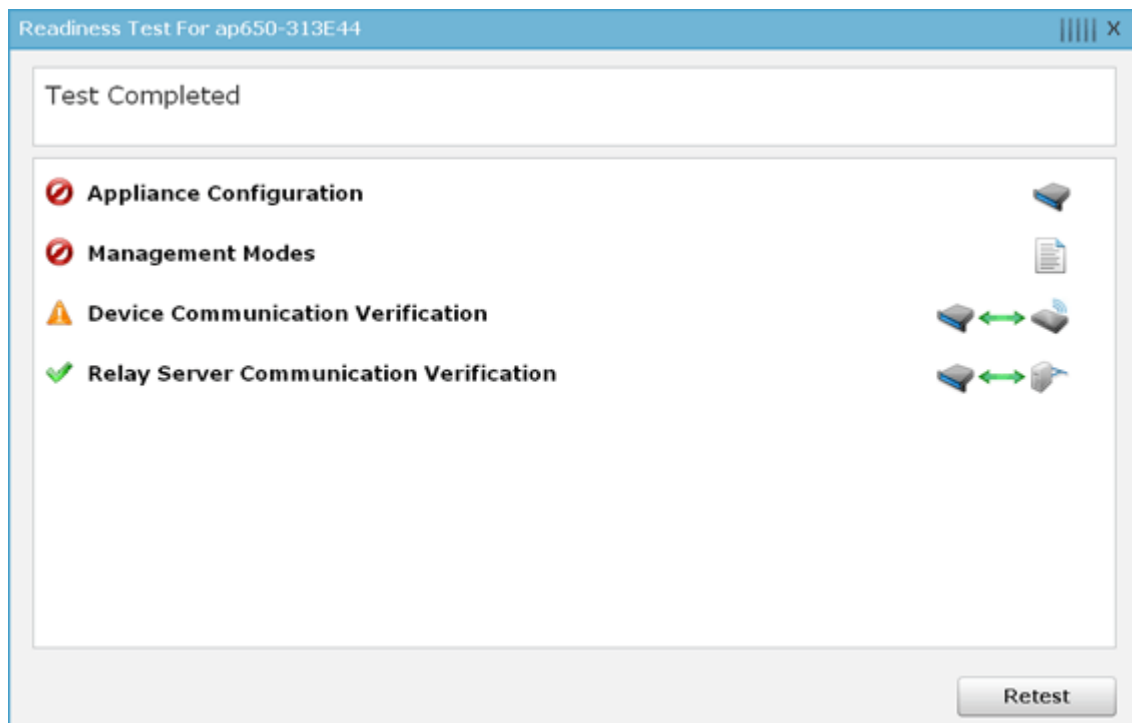 Readiness Test For ap650-313E44
X
Test Completed
Appliance Configuration
Management Modes
Device Communication Verification
Relay Server Communication Verification
Retest